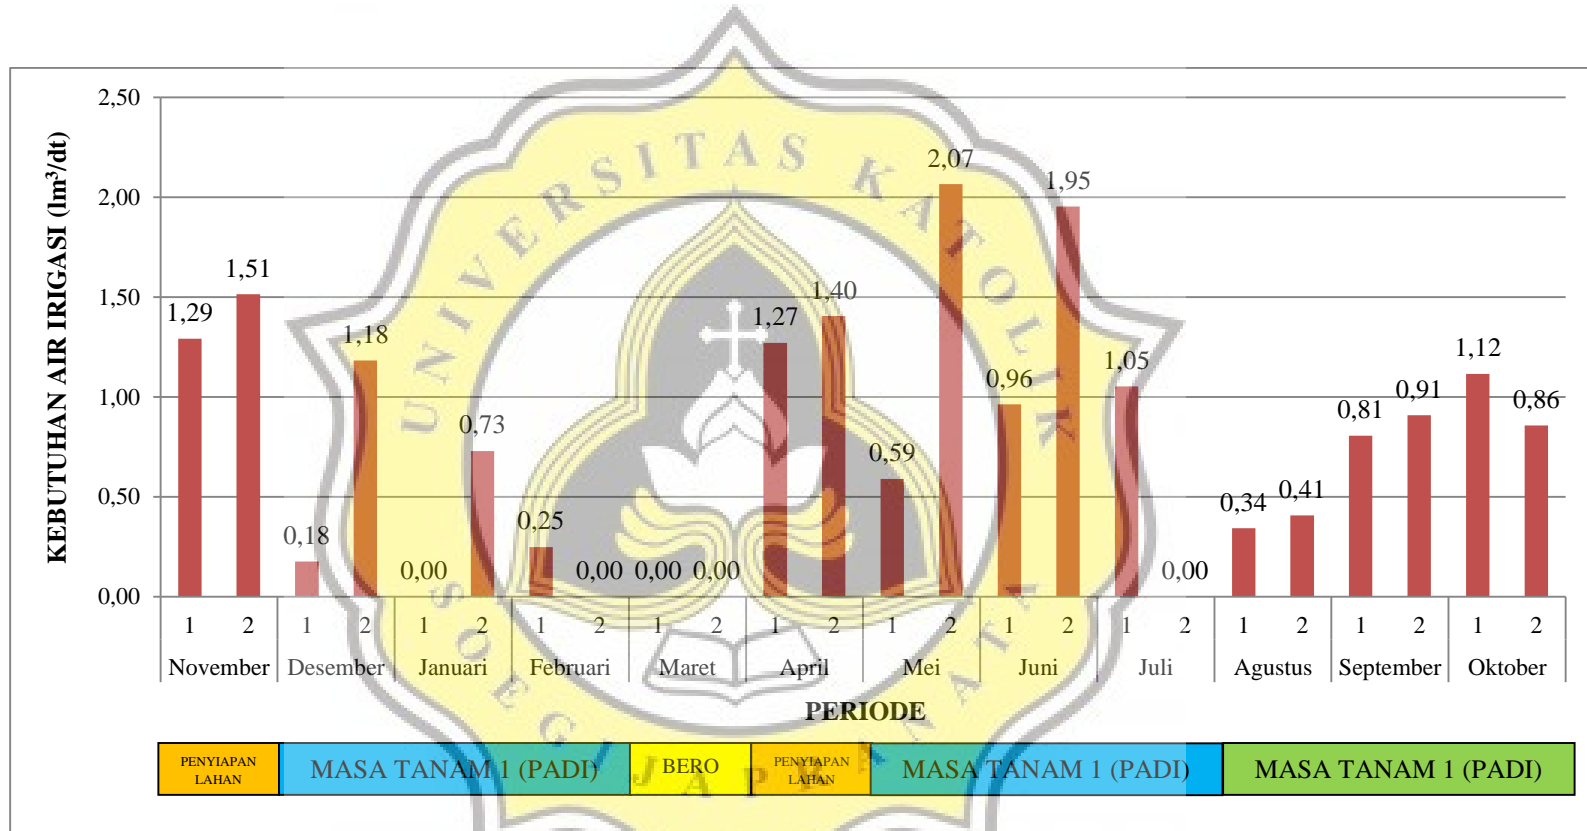 KEBUTUHAN AIR IRIGASI (lm³/dt)
2,50
2,00
1,50
1,00
0,50
0,00
1,29
1,51
0,18
1,18
0,00
0,73
0,25
0,00
0,00
0,00
1,27
1,40
0,59
2,07
0,96
1,95
1,05
0,00
0,34
0,41
0,81
0,91
1,12
0,86
1 2 1 2 1 2 1 2 1 2 1 2 1 2 1 2 1 2 1 2 1 2 1 2
November Desember Januari Februari Maret April Mei Juni Juli Agustus September Oktober
PERIODE
PENYIAPAN
LAHAN
MASA TANAM 1 (PADI)
BERO
PENYIAPAN
LAHAN
MASA TANAM 1 (PADI)
MASA TANAM 1 (PADI)
UNIVERSITAS KATOLIK
SOEGIJAPRANATA